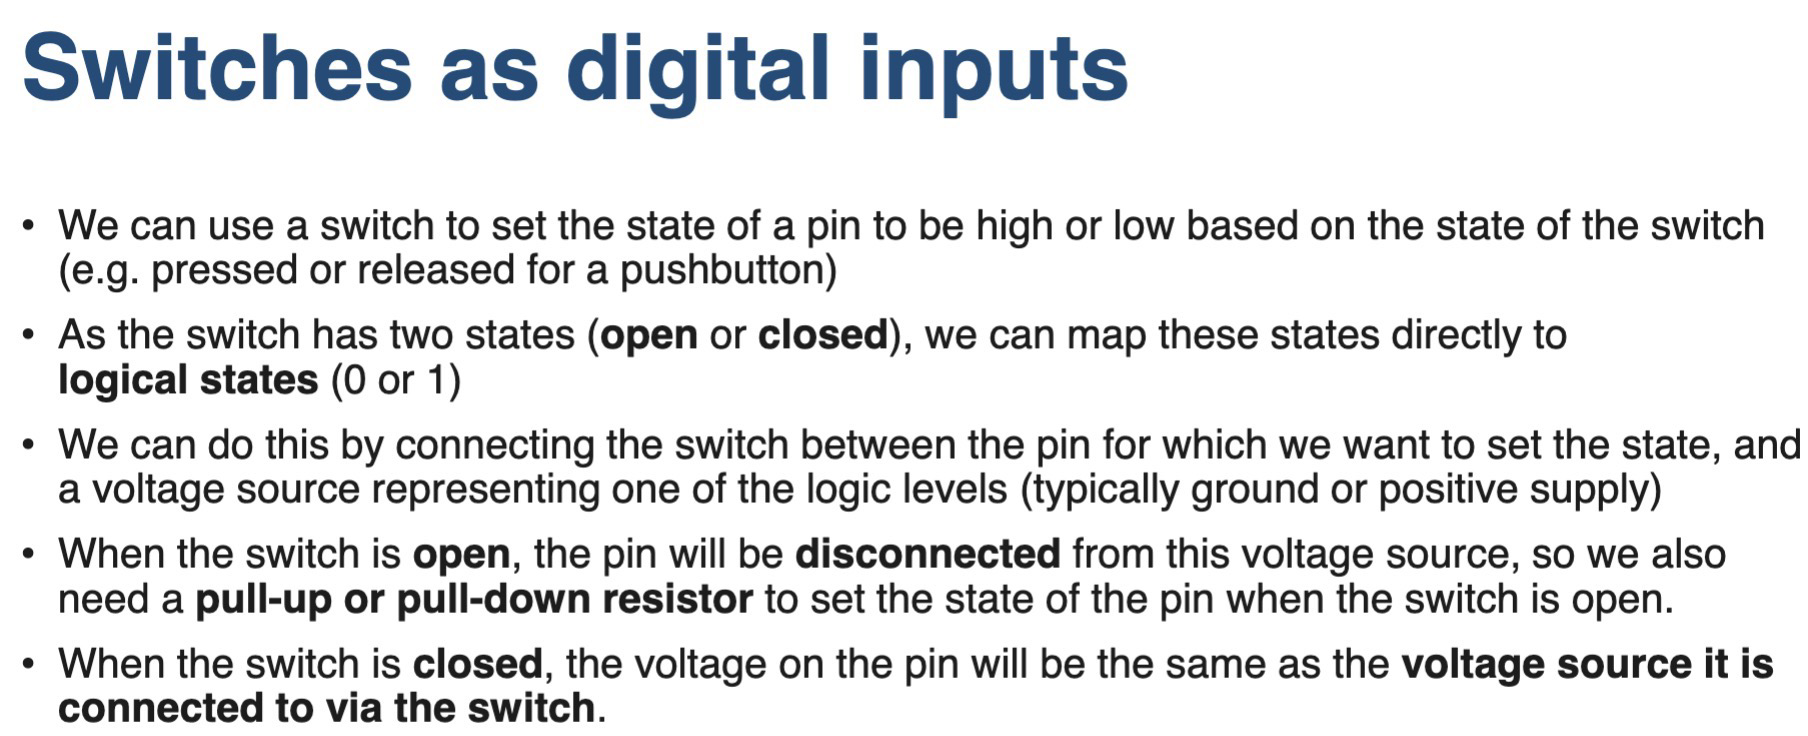 Switches as digital inputs
• We can use a switch to set the state of a pin to be high or low based on the state of the switch
(e.g. pressed or released for a pushbutton)
• As the switch has two states (open or closed), we can map these states directly to
logical states (0 or 1)
• We can do this by connecting the switch between the pin for which we want to set the state, and
a voltage source representing one of the logic levels (typically ground or positive supply)
• When the switch is open, the pin will be disconnected from this voltage source, so we also
need a pull-up or pull-down resistor to set the state of the pin when the switch is open.
• When the switch is closed, the voltage on the pin will be the same as the voltage source it is
connected to via the switch.